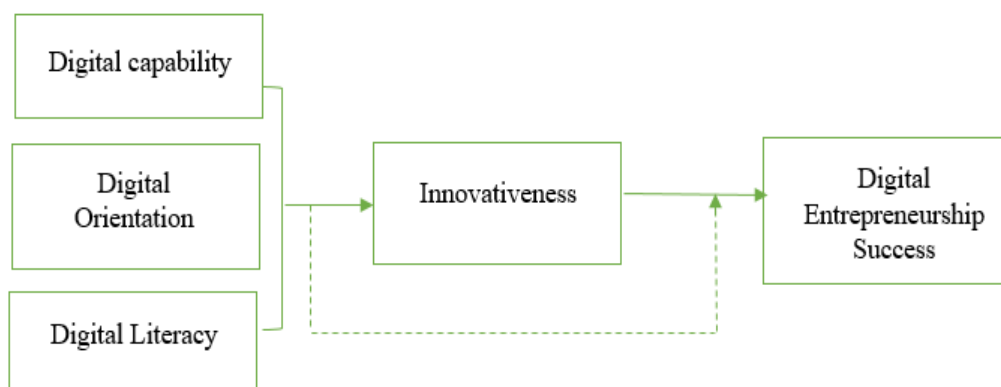 Digital capability
Digital
Orientation
Digital Literacy
Innovativeness
Digital
Entrepreneurship
Success